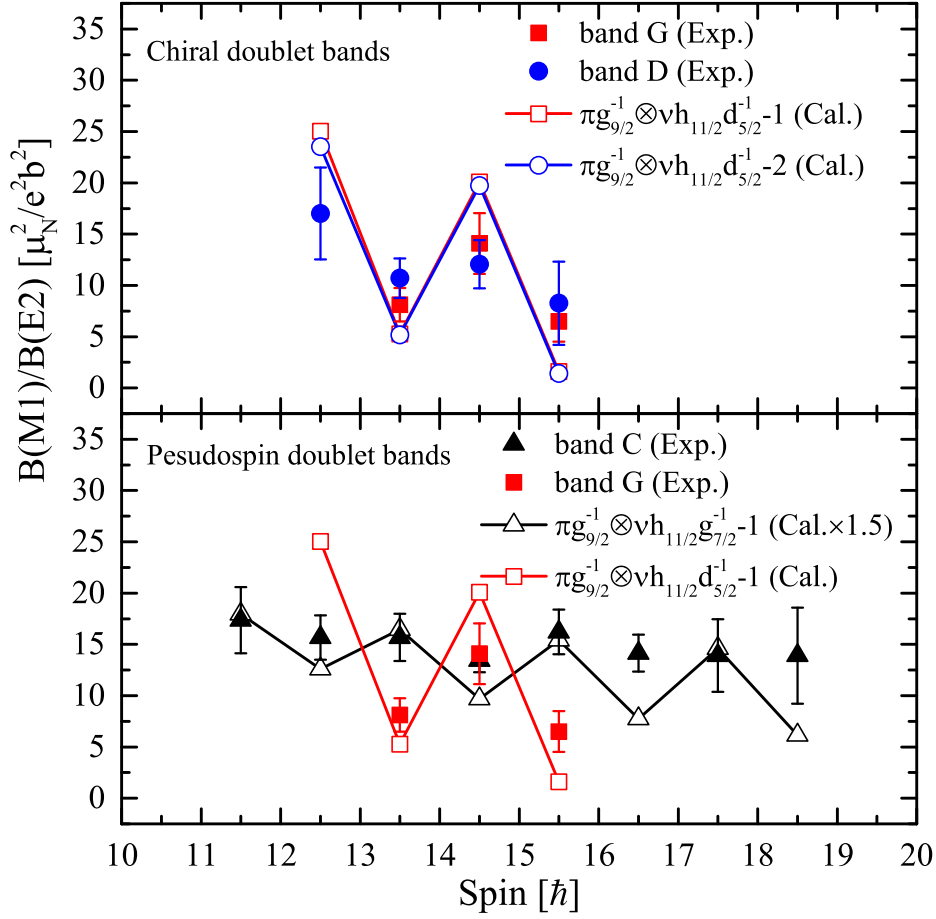 35
30
25
20
15
10
5
0
Chiral doublet bands
band G (Exp.)
band D (Exp.)
πg₉/₂⁻¹⊗νh₁₁/₂d₅/₂⁻¹-1 (Cal.)
πg₉/₂⁻¹⊗νh₁₁/₂d₅/₂⁻¹-2 (Cal.)
B(M1)/B(E2) [μ_N²/e²b²]
35
30
25
20
15
10
5
0
Pesudospin doublet bands
band C (Exp.)
band G (Exp.)
πg₉/₂⁻¹⊗νh₁₁/₂g₇/₂⁻¹-1 (Cal.×1.5)
πg₉/₂⁻¹⊗νh₁₁/₂d₅/₂⁻¹-1 (Cal.)
10 11 12 13 14 15 16 17 18 19 20
Spin [ℏ]